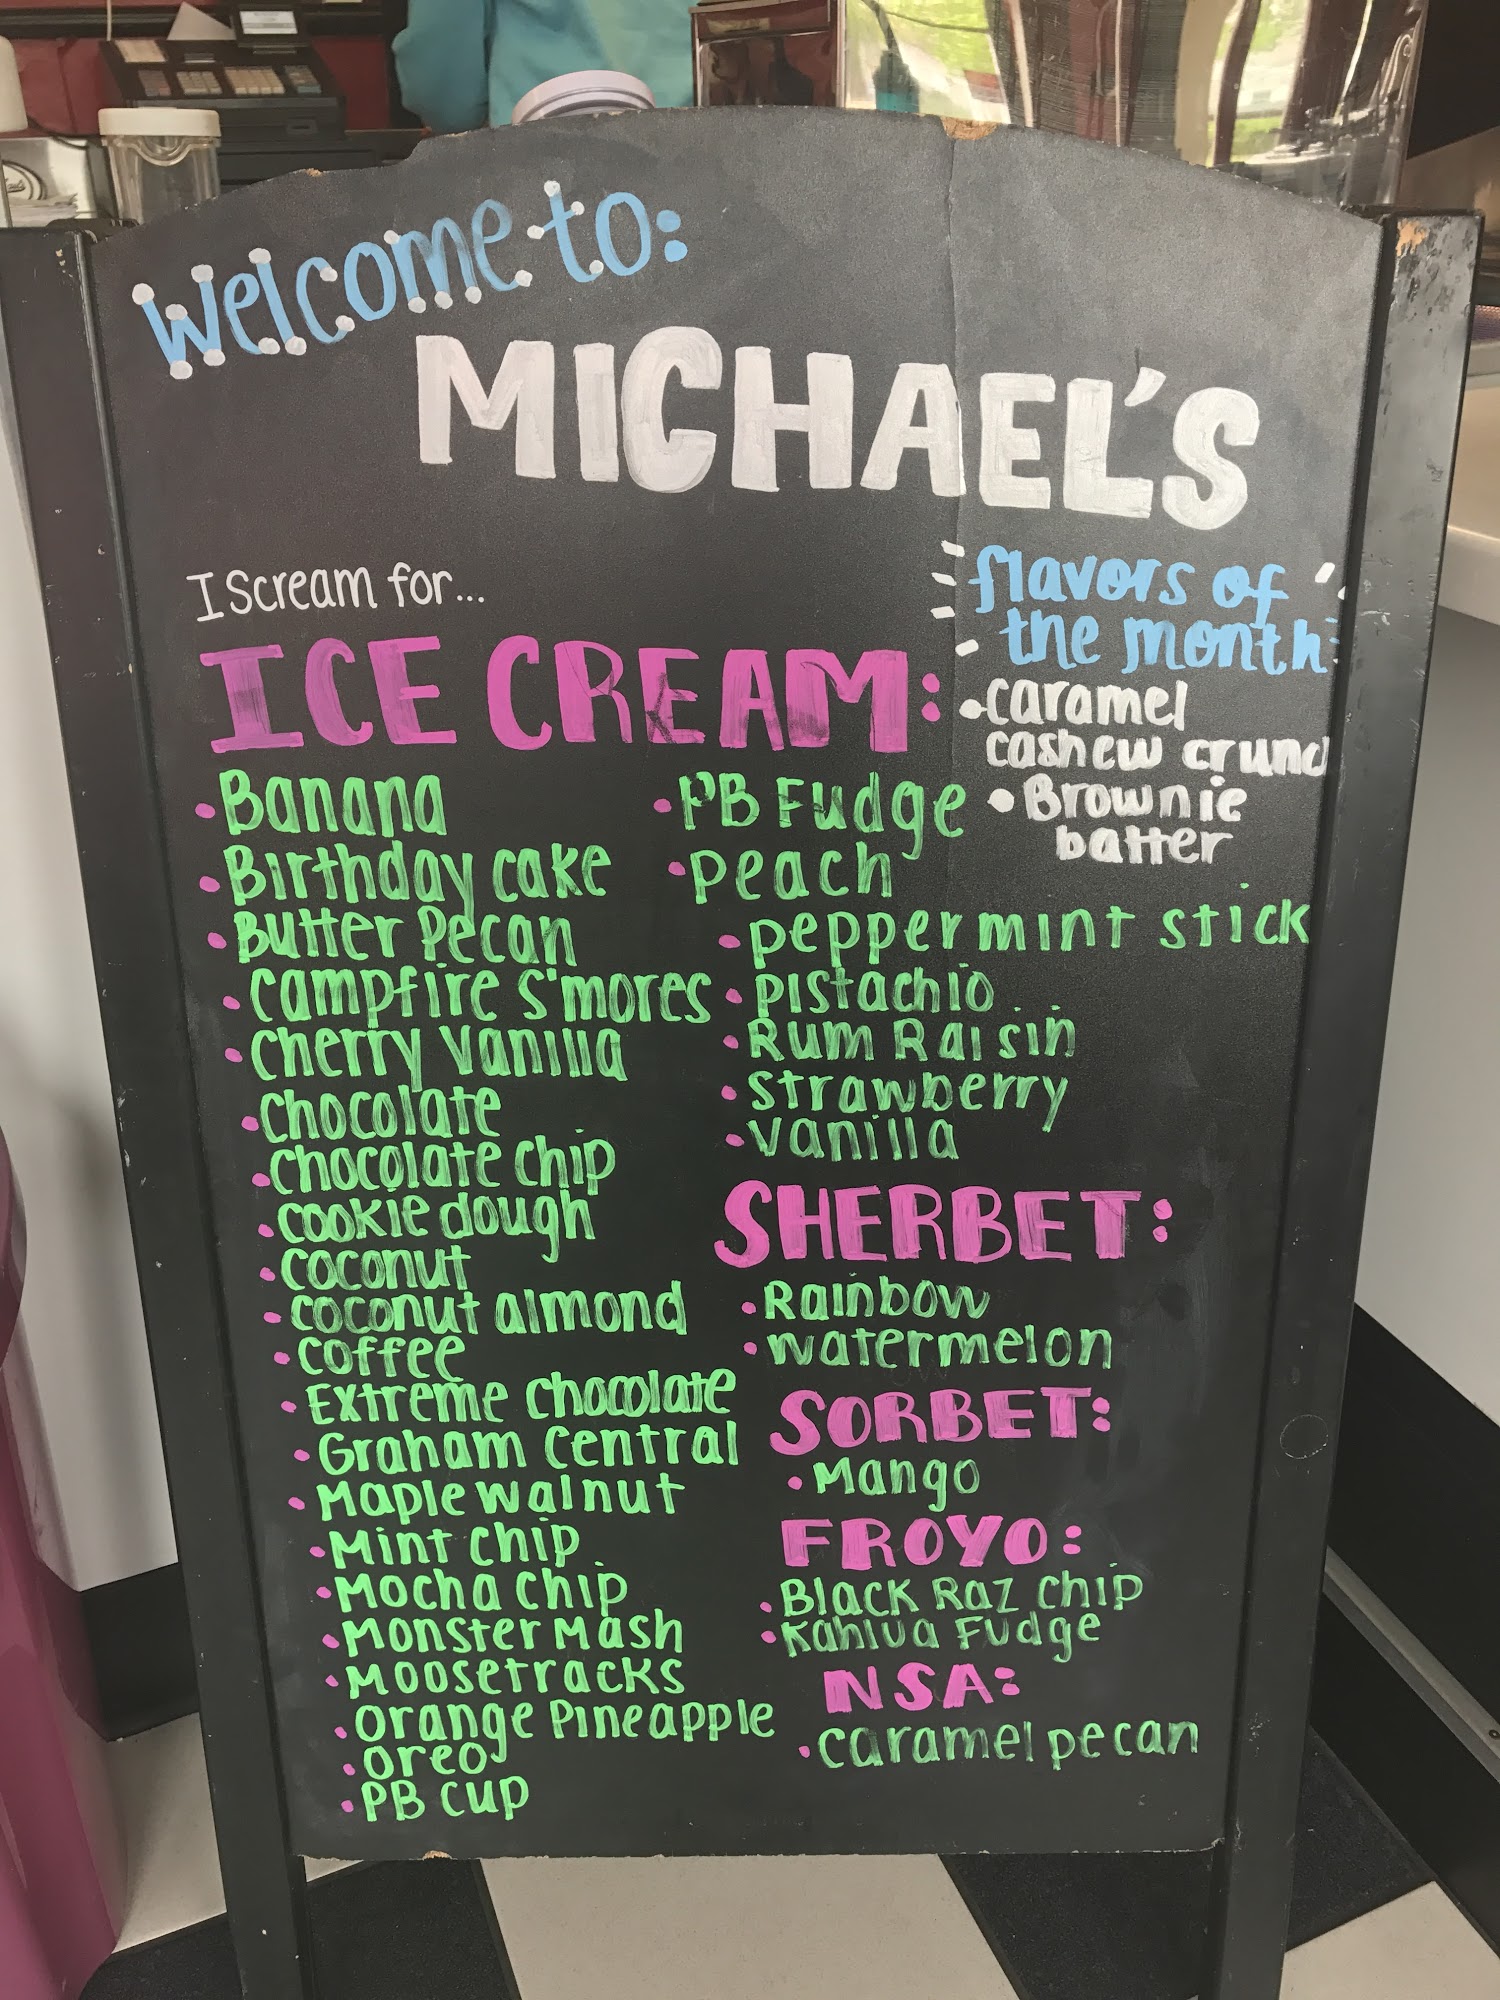 Welcome to:
MICHAEL'S
I Scream for...
ICE CREAM:
• Banana
• Birthday cake
• Butter Pecan
• Campfire S'mores
• Cherry Vanilla
• Chocolate
• Chocolate chip
• Cookie dough
• Coconut
• Coconut almond
• Coffee
• Extreme Chocolate
• Graham Central
• Maple Walnut
• Mint Chip
• Mocha Chip
• Monster Mash
• Moosetracks
• Orange Pineapple
• Oreo
• PB Cup
• PB Fudge
• Peach
• Peppermint stick
• Pistachio
• Rum Raisin
• Strawberry
• Vanilla
flavors of
the month:
• Caramel
cashew crunc
• Brownie
batter
SHERBET:
• Rainbow
• Watermelon
SORBET:
• Mango
FROYO:
• Black Raz Chip
• Kahlua Fudge
NSA:
• Caramel pecan